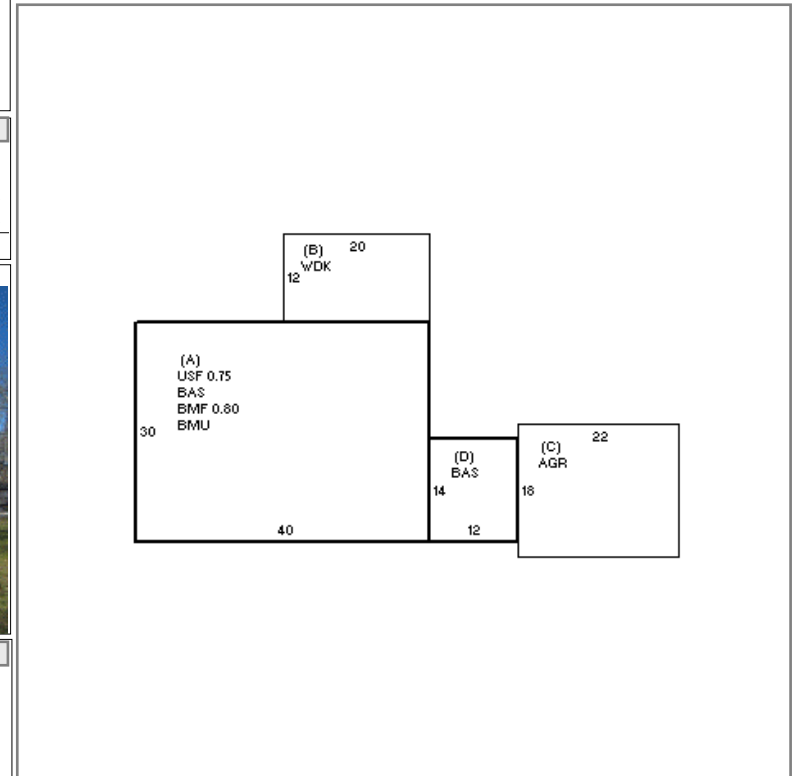 (B)
20
WDK
12
(A)
USF 0.75
BAS
BMF 0.80
BMU
30
40
(D)
BAS
14
12
(C)
22
AGR
18